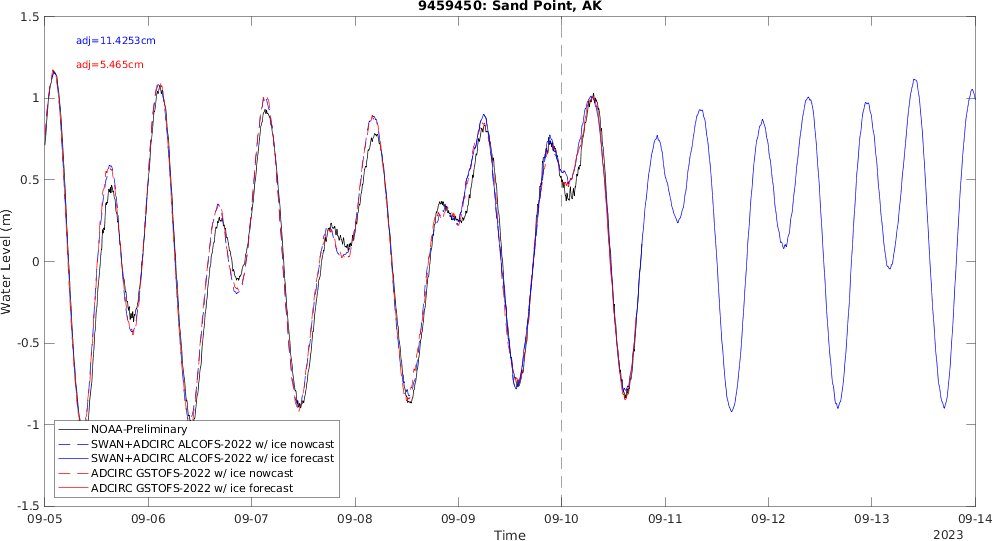 9459450: Sand Point, AK
adj=11.4253cm
adj=5.465cm
Water Level (m)
1.5
1
0.5
0
-0.5
-1
-1.5
NOAA-Preliminary
SWAN+ADCIRC ALCOFS-2022 w/ ice nowcast
SWAN+ADCIRC ALCOFS-2022 w/ ice forecast
ADCIRC GSTOFS-2022 w/ ice nowcast
ADCIRC GSTOFS-2022 w/ ice forecast
09-05 09-06 09-07 09-08 09-09 09-10 09-11 09-12 09-13 09-14
Time
2023